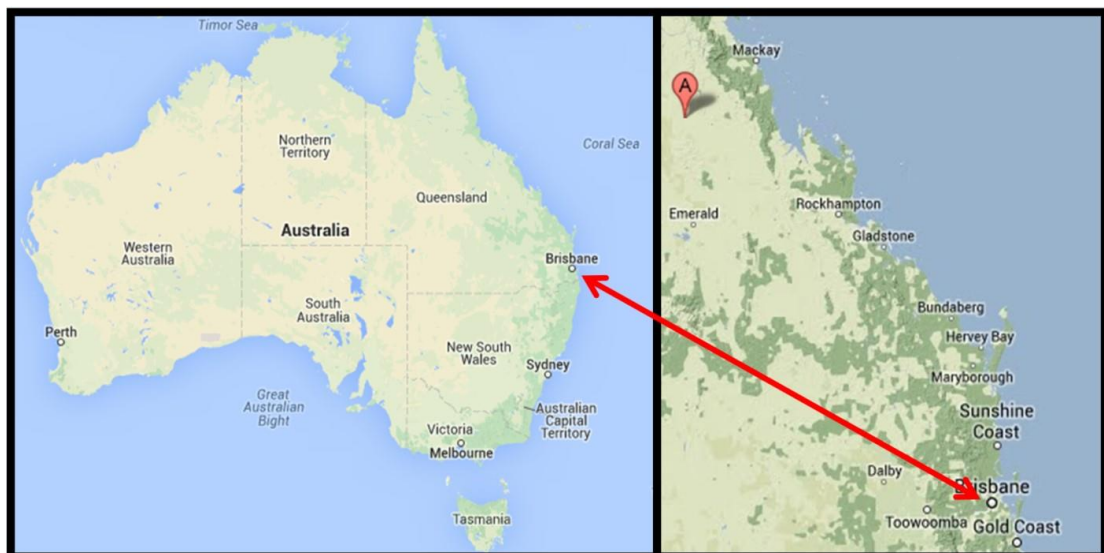 Timor Sea
Northern
Territory
Coral Sea
Queensland
Australia
Western
Australia
Brisbane
South
Australia
Perth
New South
Wales
Sydney
Great
Australian
Bight
Australian
Capital
Territory
Victoria
Melbourne
Tasmania
Mackay
A
Rockhampton
Emerald
Gladstone
Bundaberg
Hervey Bay
Maryborough
Sunshine
Coast
Dalby
Brisbane
Toowoomba
Gold Coast